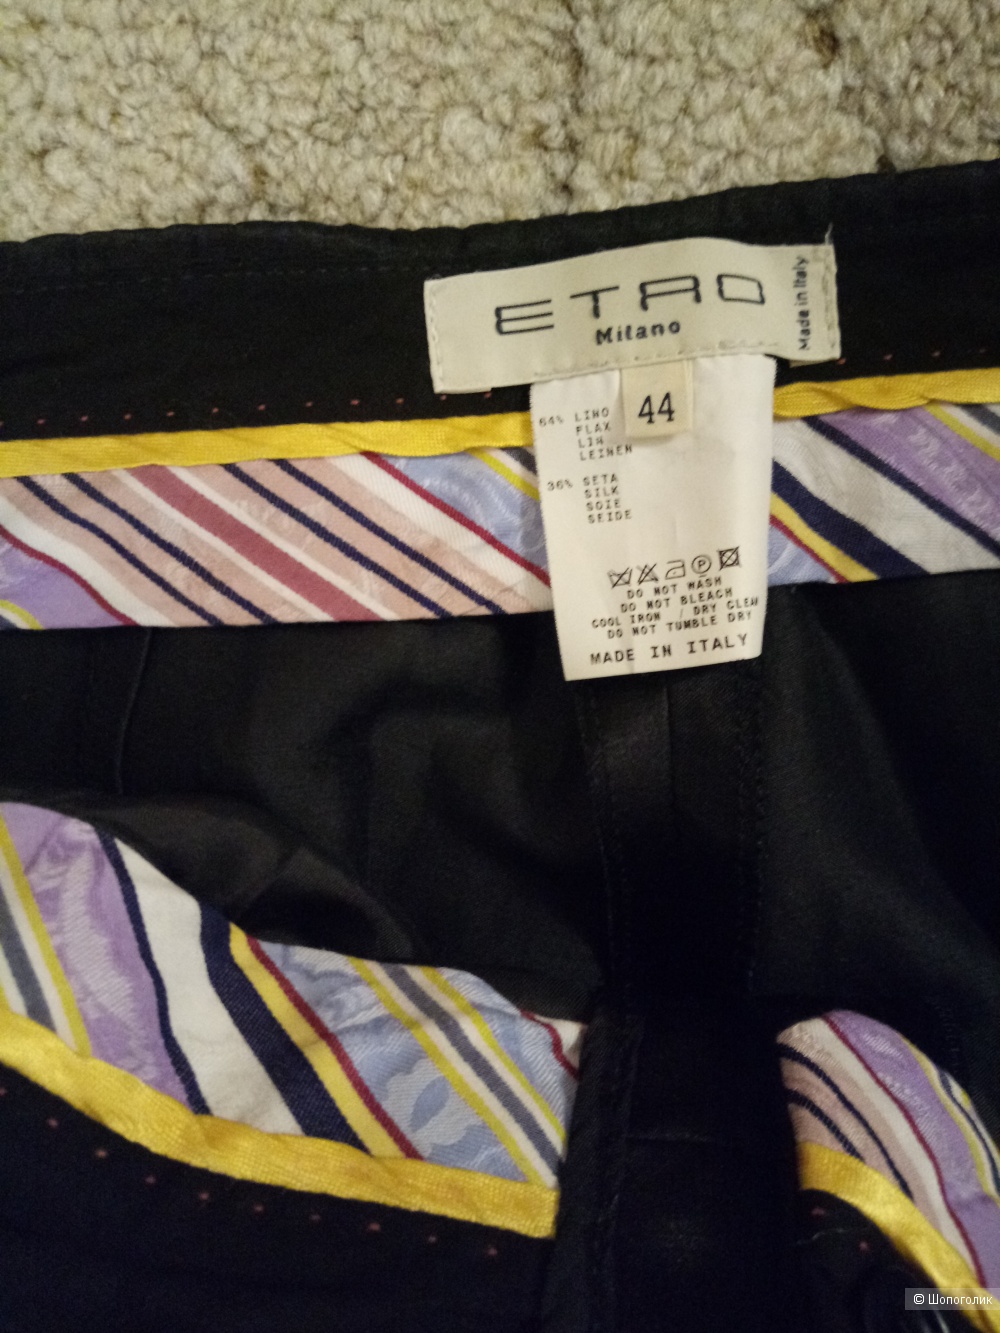 ETRO
Milano
Made in Italy
44
64% LINO
FLAX
LIN
LEINEN
36% SETA
SILK
SOIE
SEIDE
P
DO NOT WASH
DO NOT BLEACH
COOL IRON / DRY CLEAN
DO NOT TUMBLE DRY
MADE IN ITALY
© Шопоголик